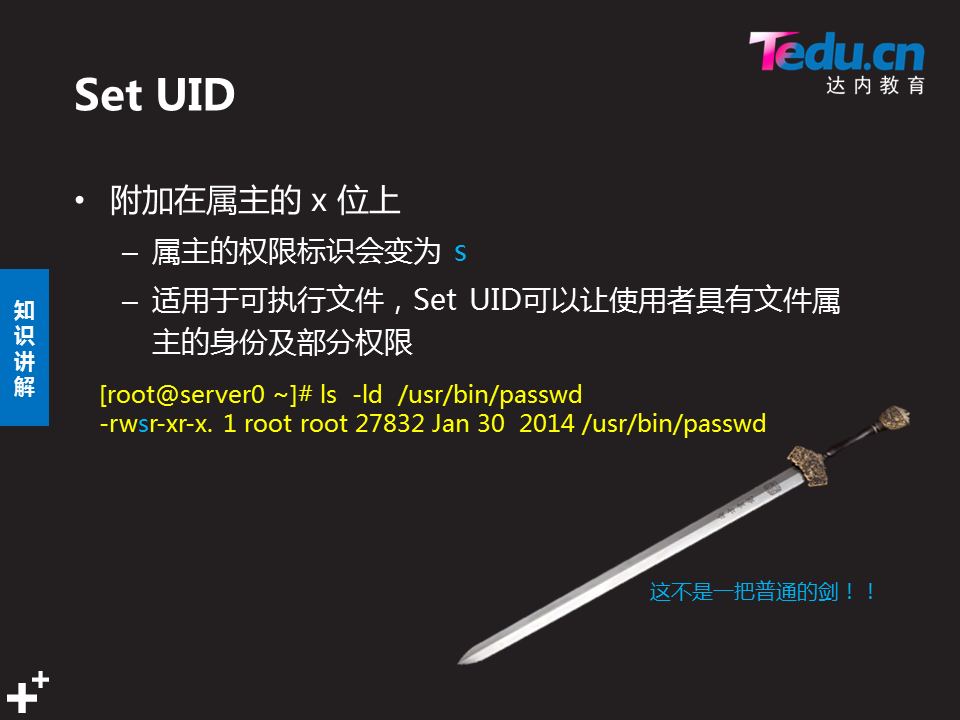 Tedu.cn
达内教育
Set UID
• 附加在属主的 x 位上
– 属主的权限标识会变为 s
– 适用于可执行文件，Set UID可以让使用者具有文件属
主的身份及部分权限
知
识
讲
解
[root@server0 ~]# ls -ld /usr/bin/passwd
-rwsr-xr-x. 1 root root 27832 Jan 30 2014 /usr/bin/passwd
这不是一把普通的剑！！